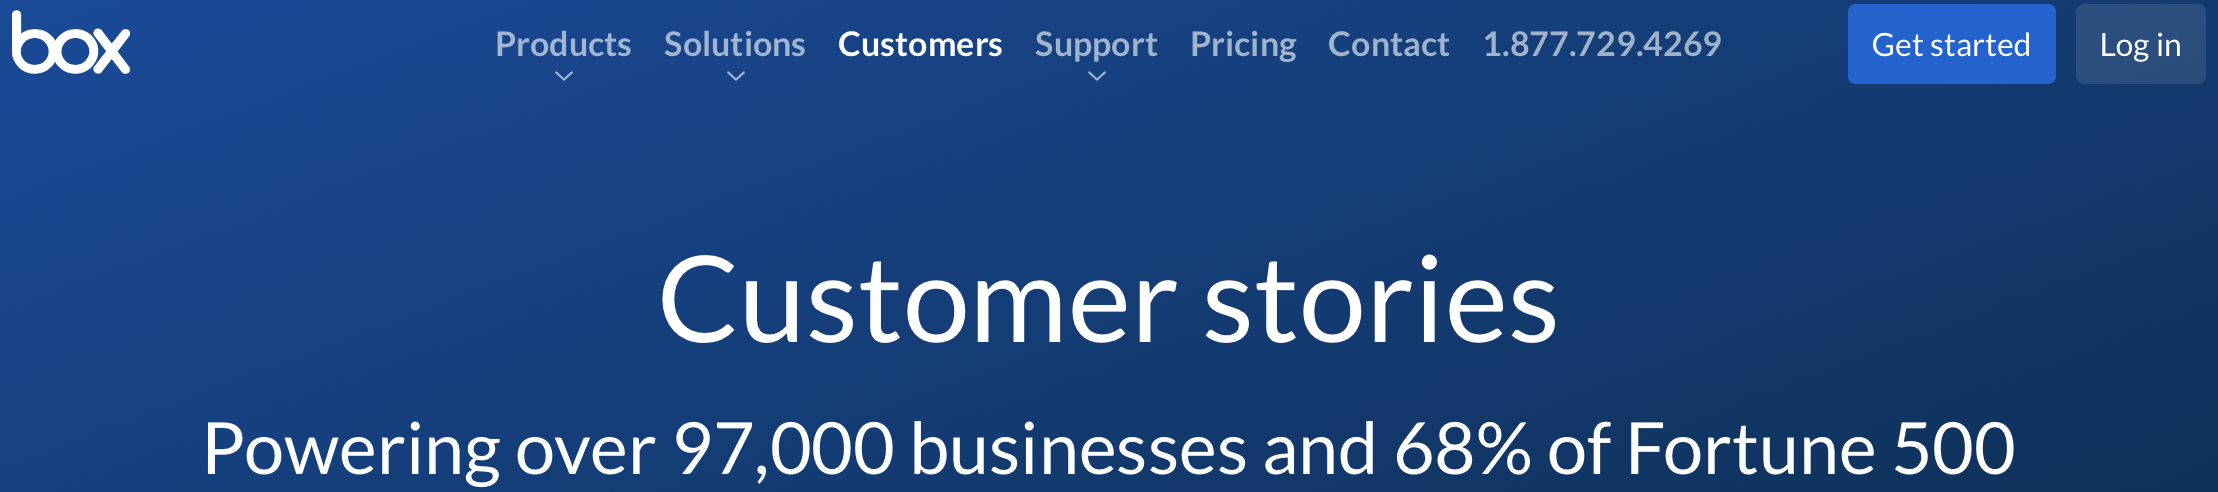 box Products Solutions Customers Support Pricing Contact 1.877.729.4269 Get started Log in
Customer stories
Powering over 97,000 businesses and 68% of Fortune 500